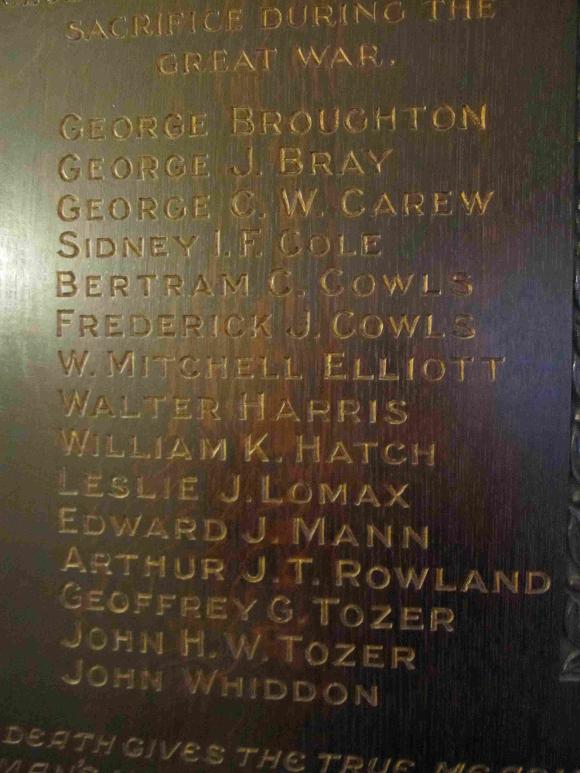 SACRIFICE DURING THE
GREAT WAR.
GEORGE BROUGHTON
GEORGE J. BRAY
GEORGE C. W. CAREW
SIDNEY I. F. COLE
BERTRAM C. COWLS
FREDERICK J. COWLS
W. MITCHELL ELLIOTT
WALTER HARRIS
WILLIAM K. HATCH
LESLIE J. LOMAX
EDWARD J. MANN
ARTHUR J. T. ROWLAND
GEOFFREY G. TOZER
JOHN H. W. TOZER
JOHN WHIDDON
DEATH GIVES THE TRUE
MAN'S